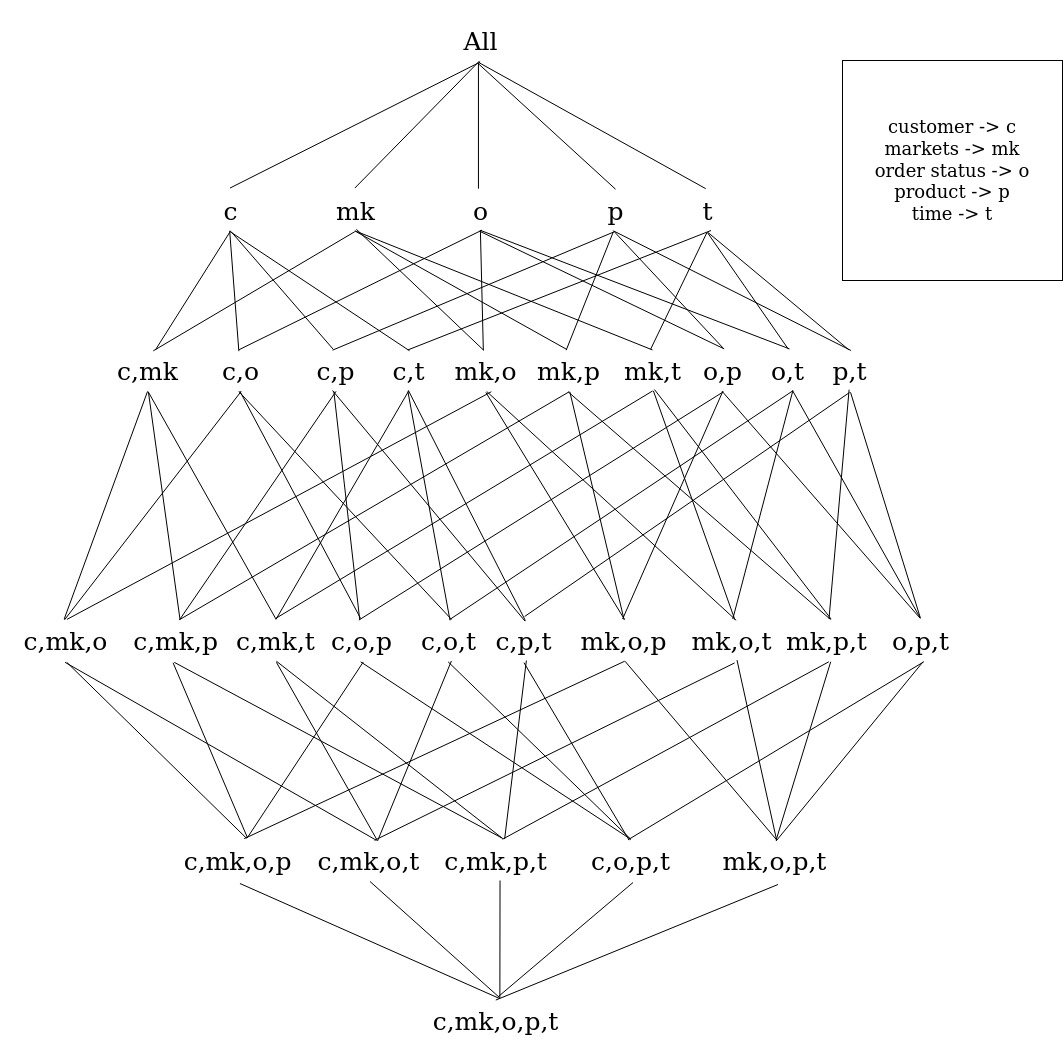 All
customer -> c
markets -> mk
order status -> o
product -> p
time -> t
c mk o p t
c,mk c,o c,p c,t mk,o mk,p mk,t o,p o,t p,t
c,mk,o c,mk,p c,mk,t c,o,p c,o,t c,p,t mk,o,p mk,o,t mk,p,t o,p,t
c,mk,o,p c,mk,o,t c,mk,p,t c,o,p,t mk,o,p,t
c,mk,o,p,t